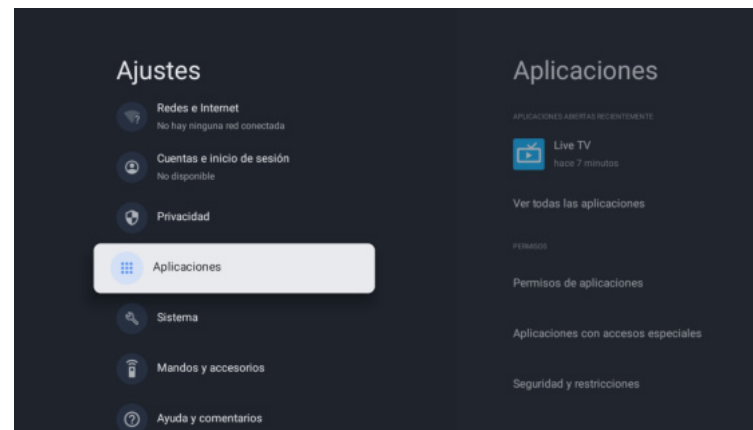 Ajustes
Redes e Internet
No hay ninguna red conectada
Cuentas e inicio de sesión
No disponible
Privacidad
Aplicaciones
Sistema
Mandos y accesorios
Ayuda y comentarios
Aplicaciones
APLICACIONES ABIERTAS RECIENTEMENTE
Live TV
hace 7 minutos
Ver todas las aplicaciones
PERMISOS
Permisos de aplicaciones
Aplicaciones con accesos especiales
Seguridad y restricciones